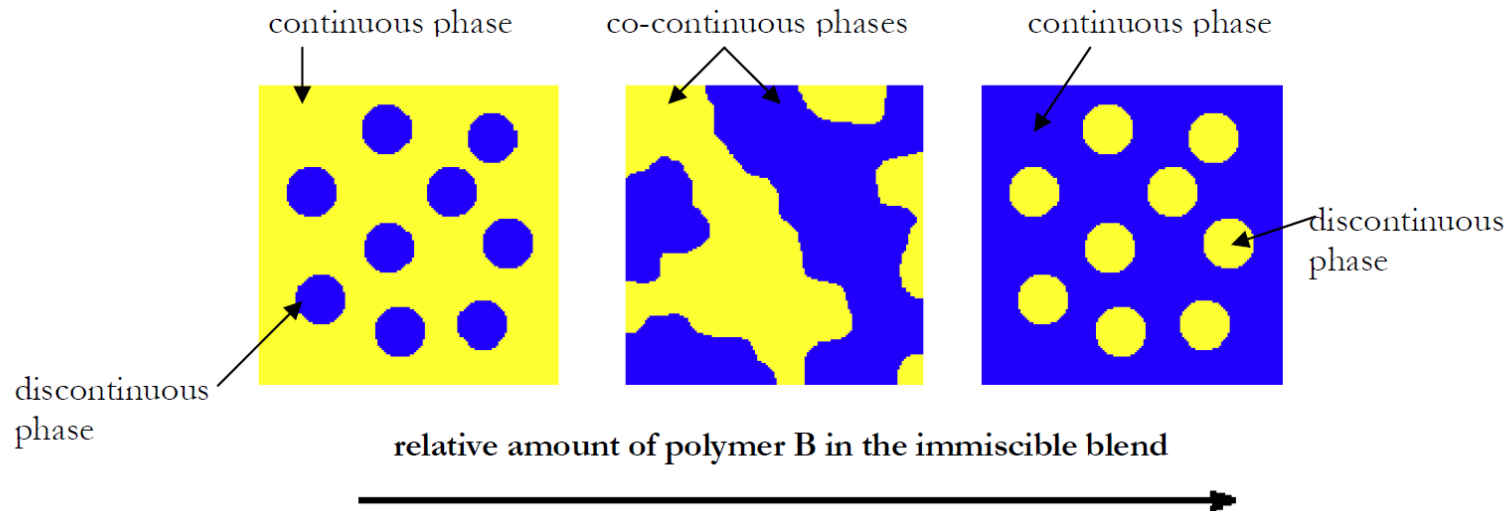 continuous phase
co-continuous phases
continuous phase
discontinuous
phase
discontinuous
phase
relative amount of polymer B in the immiscible blend